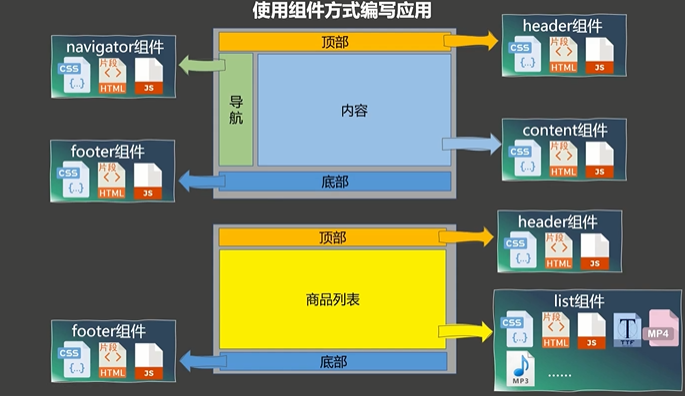 使用组件方式编写应用
navigator组件
CSS
{...}
片段
< >
HTML
JS
顶部
header组件
CSS
{...}
片段
< >
HTML
JS
导航
内容
footer组件
CSS
{...}
片段
< >
HTML
JS
底部
content组件
CSS
{...}
片段
< >
HTML
JS
顶部
header组件
CSS
{...}
片段
< >
HTML
JS
商品列表
list组件
CSS
{...}
片段
< >
HTML
JS
T
TTF
MP4
MP3
......
footer组件
CSS
{...}
片段
< >
HTML
JS
底部